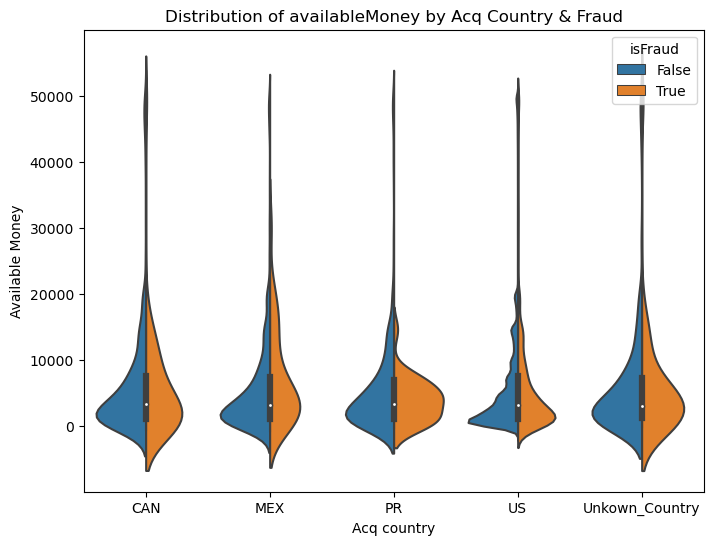 Distribution of availableMoney by Acq Country & Fraud
isFraud
False
True
Available Money
50000
40000
30000
20000
10000
0
CAN
MEX
PR
US
Unkown_Country
Acq country